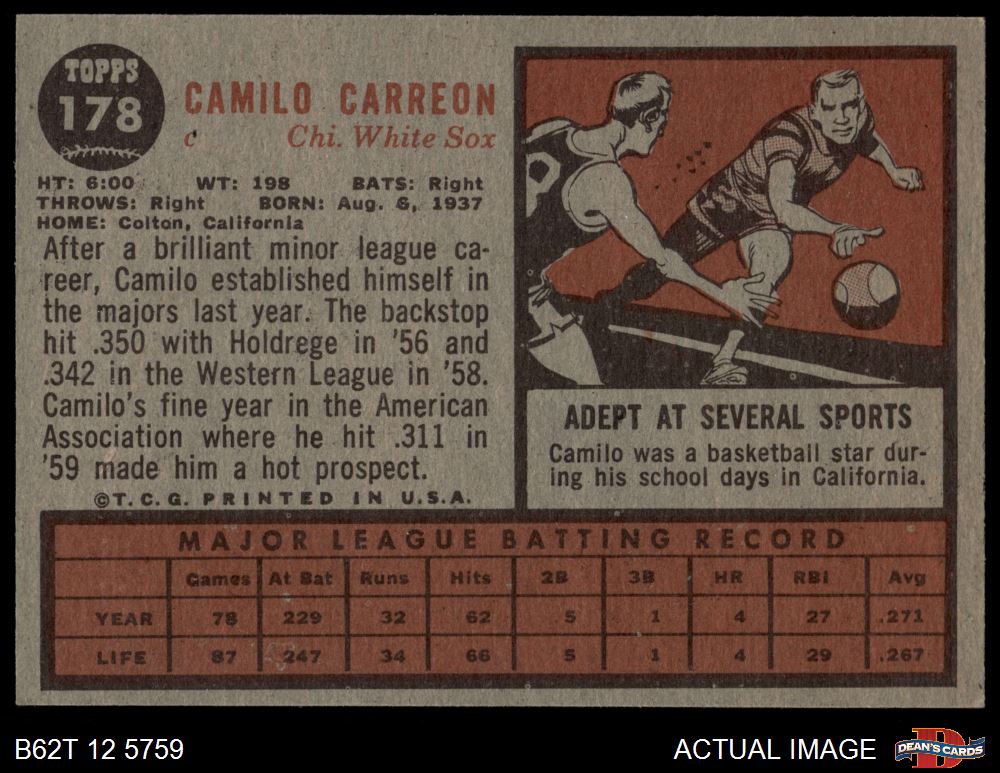 TOPPS
178
CAMILO CARREON
c Chi. White Sox
HT: 6:00 WT: 198 BATS: Right
THROWS: Right BORN: Aug. 6, 1937
HOME: Colton, California
After a brilliant minor league ca-
reer, Camilo established himself in
the majors last year. The backstop
hit .350 with Holdrege in '56 and
.342 in the Western League in '58.
Camilo's fine year in the American
Association where he hit .311 in
'59 made him a hot prospect.
©T.C.G. PRINTED IN U.S.A.
ADEPT AT SEVERAL SPORTS
Camilo was a basketball star dur-
ing his school days in California.
MAJOR LEAGUE BATTING RECORD
Games At Bat Runs Hits 2B 3B HR RBI Avg
YEAR 78 229 32 62 5 1 4 27 .271
LIFE 87 247 34 66 5 1 4 29 .267
B62T 12 5759
ACTUAL IMAGE
D
DEAN'S CARDS